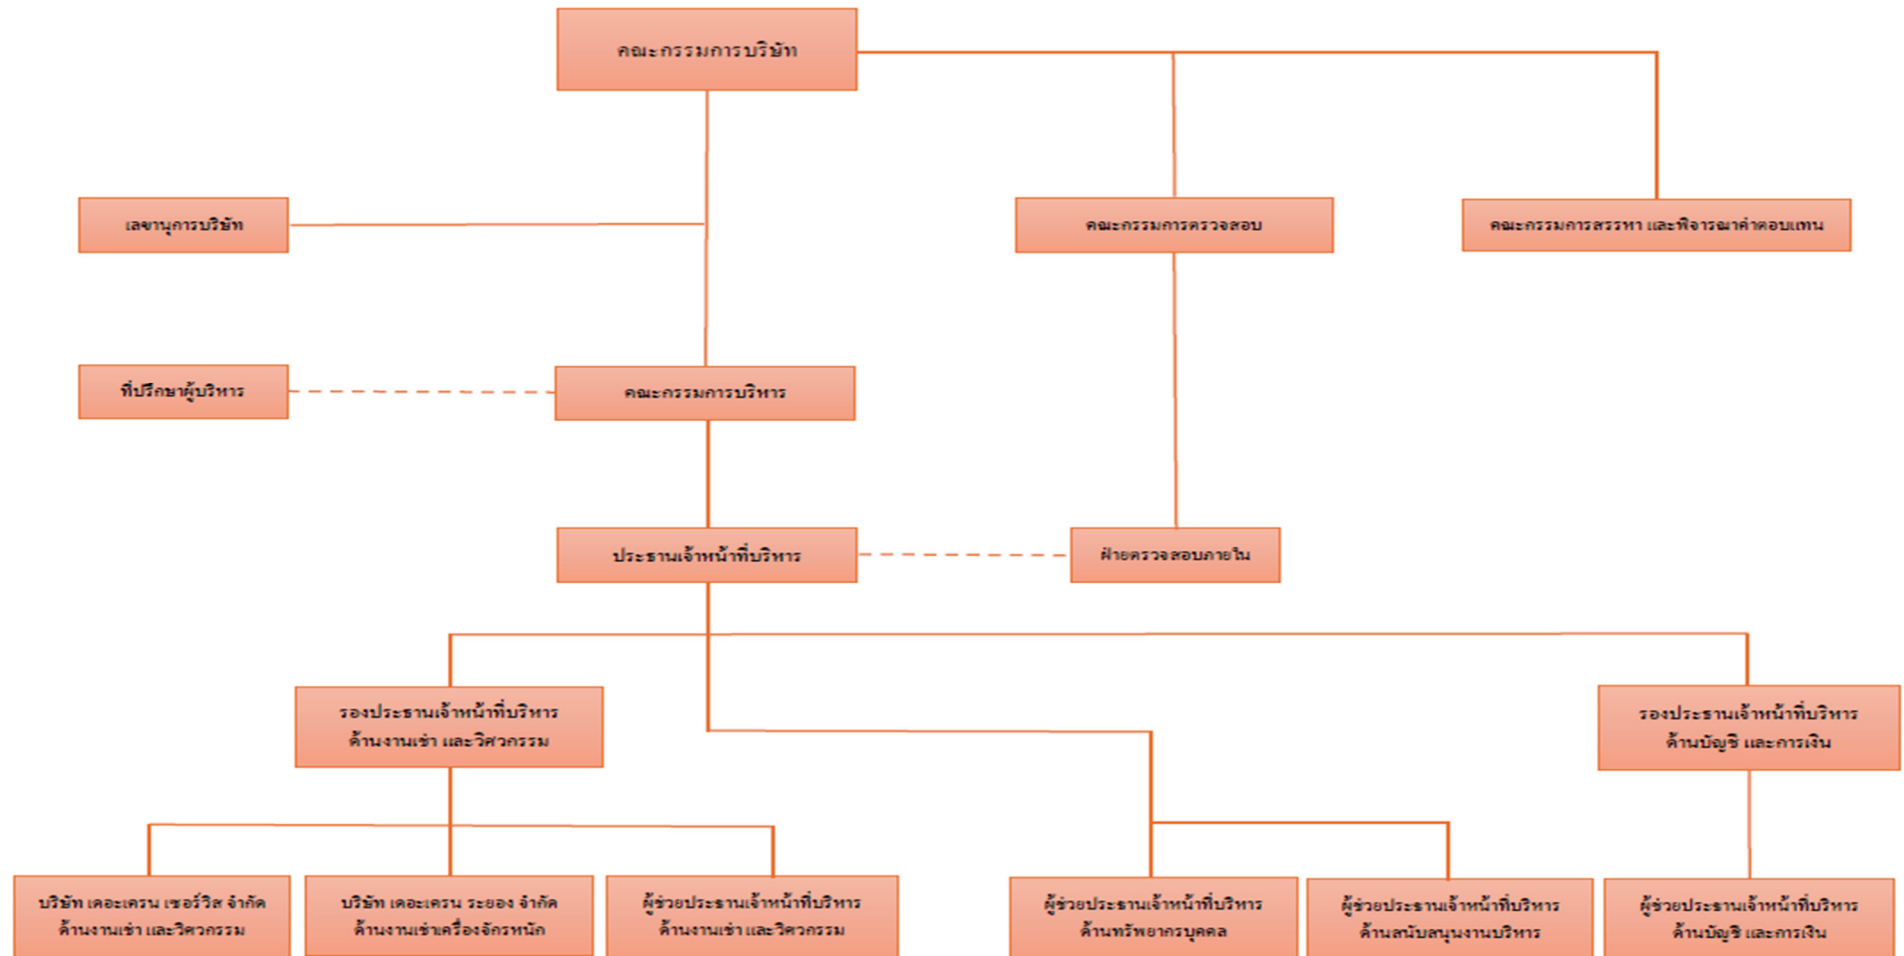 คณะกรรมการบริษัท
เลขานุการบริษัท
คณะกรรมการตรวจสอบ
คณะกรรมการสรรหา และพิจารณาค่าตอบแทน
ที่ปรึกษาผู้บริหาร
คณะกรรมการบริหาร
ประธานเจ้าหน้าที่บริหาร
ฝ่ายตรวจสอบภายใน
รองประธานเจ้าหน้าที่บริหาร
ด้านงานเช่า และวิศวกรรม
รองประธานเจ้าหน้าที่บริหาร
ด้านบัญชี และการเงิน
บริษัท เดอะเครน เซอร์วิส จำกัด
ด้านงานเช่า และวิศวกรรม
บริษัท เดอะเครน ระยอง จำกัด
ด้านงานเช่าเครื่องจักรหนัก
ผู้ช่วยประธานเจ้าหน้าที่บริหาร
ด้านงานเช่า และวิศวกรรม
ผู้ช่วยประธานเจ้าหน้าที่บริหาร
ด้านทรัพยากรบุคคล
ผู้ช่วยประธานเจ้าหน้าที่บริหาร
ด้านสนับสนุนงานบริหาร
ผู้ช่วยประธานเจ้าหน้าที่บริหาร
ด้านบัญชี และการเงิน